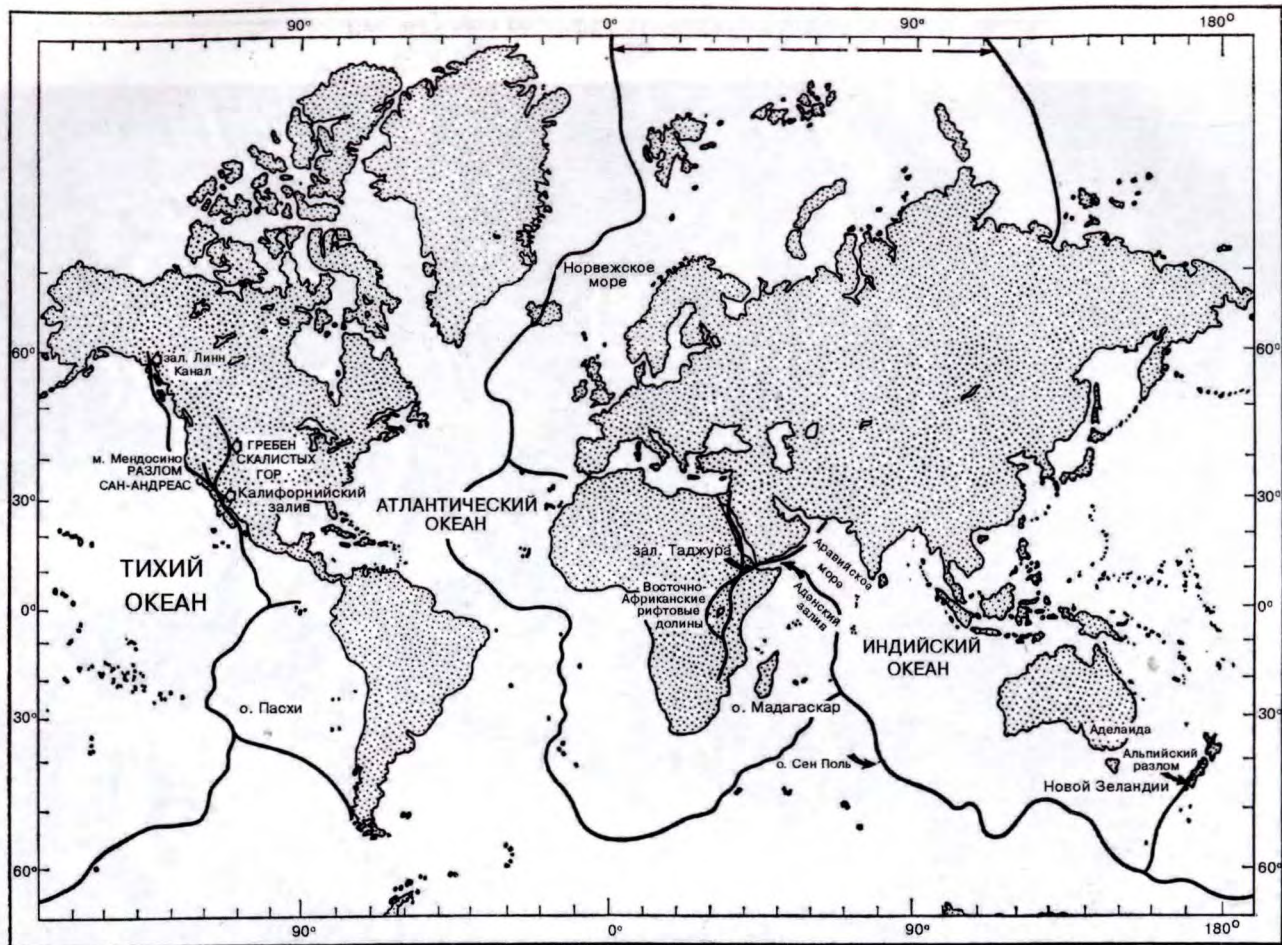 90°
0°
90°
180°
Норвежское
море
60°
60°
зал. Линн
Канал
ГРЕБЕН
СКАЛИСТЫХ
ГОР
м. Мендосино
РАЗЛОМ
САН-АНДРЕАС
Калифорнийский
залив
30°
30°
АТЛАНТИЧЕСКИЙ
ОКЕАН
зал. Таджура
Аравийское
море
Аденский
залив
Восточно-
Африканские
рифтовые
долины
ТИХИЙ
ОКЕАН
0°
0°
ИНДИЙСКИЙ
ОКЕАН
о. Пасхи
о. Мадагаскар
30°
30°
Аделаида
Альпийский
разлом
Новой Зеландии
о. Сен Поль
60°
60°
90°
0°
90°
180°